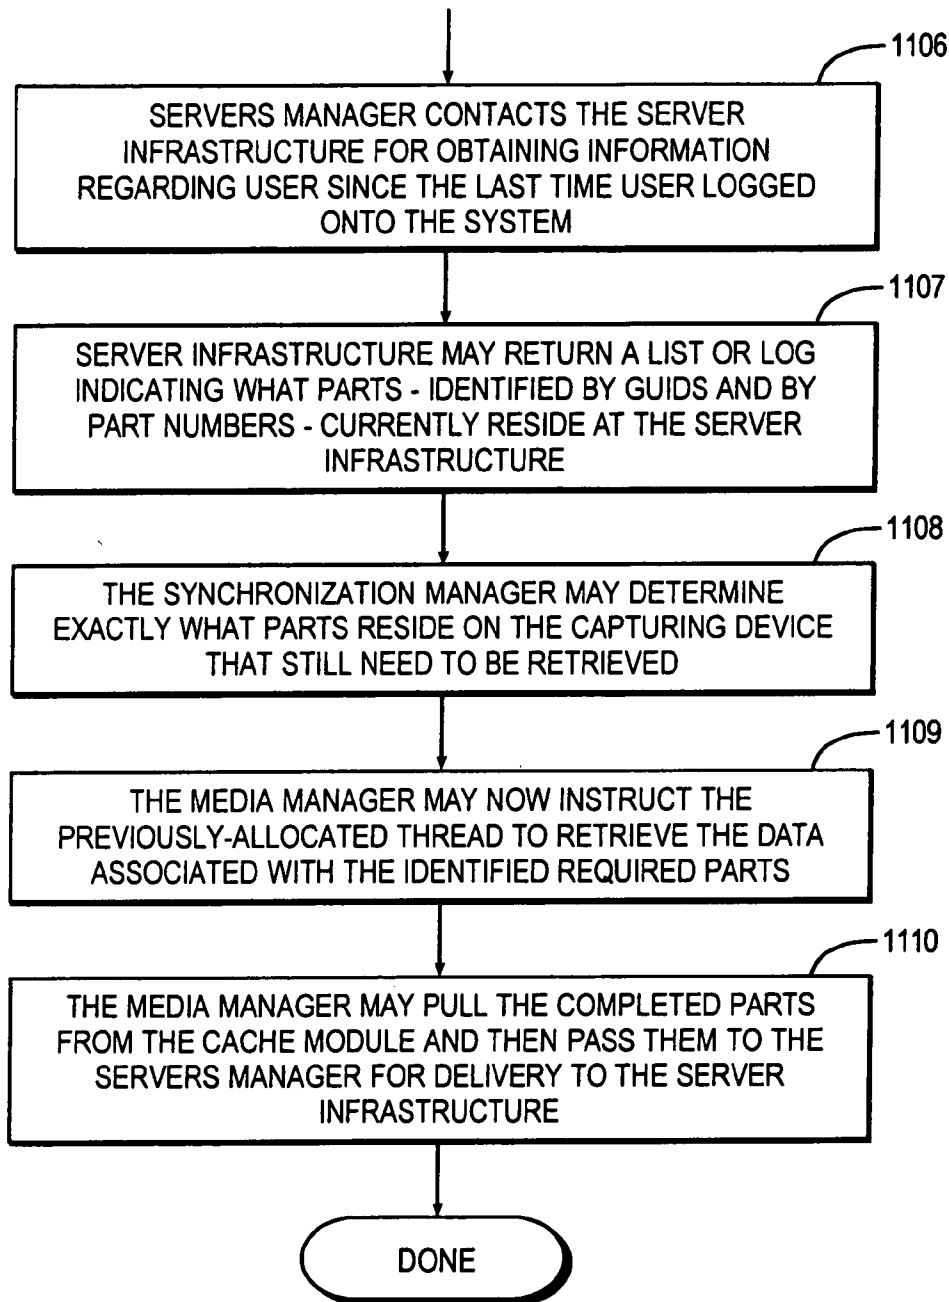 1106
SERVERS MANAGER CONTACTS THE SERVER
INFRASTRUCTURE FOR OBTAINING INFORMATION
REGARDING USER SINCE THE LAST TIME USER LOGGED
ONTO THE SYSTEM
1107
SERVER INFRASTRUCTURE MAY RETURN A LIST OR LOG
INDICATING WHAT PARTS - IDENTIFIED BY GUIDS AND BY
PART NUMBERS - CURRENTLY RESIDE AT THE SERVER
INFRASTRUCTURE
1108
THE SYNCHRONIZATION MANAGER MAY DETERMINE
EXACTLY WHAT PARTS RESIDE ON THE CAPTURING DEVICE
THAT STILL NEED TO BE RETRIEVED
1109
THE MEDIA MANAGER MAY NOW INSTRUCT THE
PREVIOUSLY-ALLOCATED THREAD TO RETRIEVE THE DATA
ASSOCIATED WITH THE IDENTIFIED REQUIRED PARTS
1110
THE MEDIA MANAGER MAY PULL THE COMPLETED PARTS
FROM THE CACHE MODULE AND THEN PASS THEM TO THE
SERVERS MANAGER FOR DELIVERY TO THE SERVER
INFRASTRUCTURE
DONE